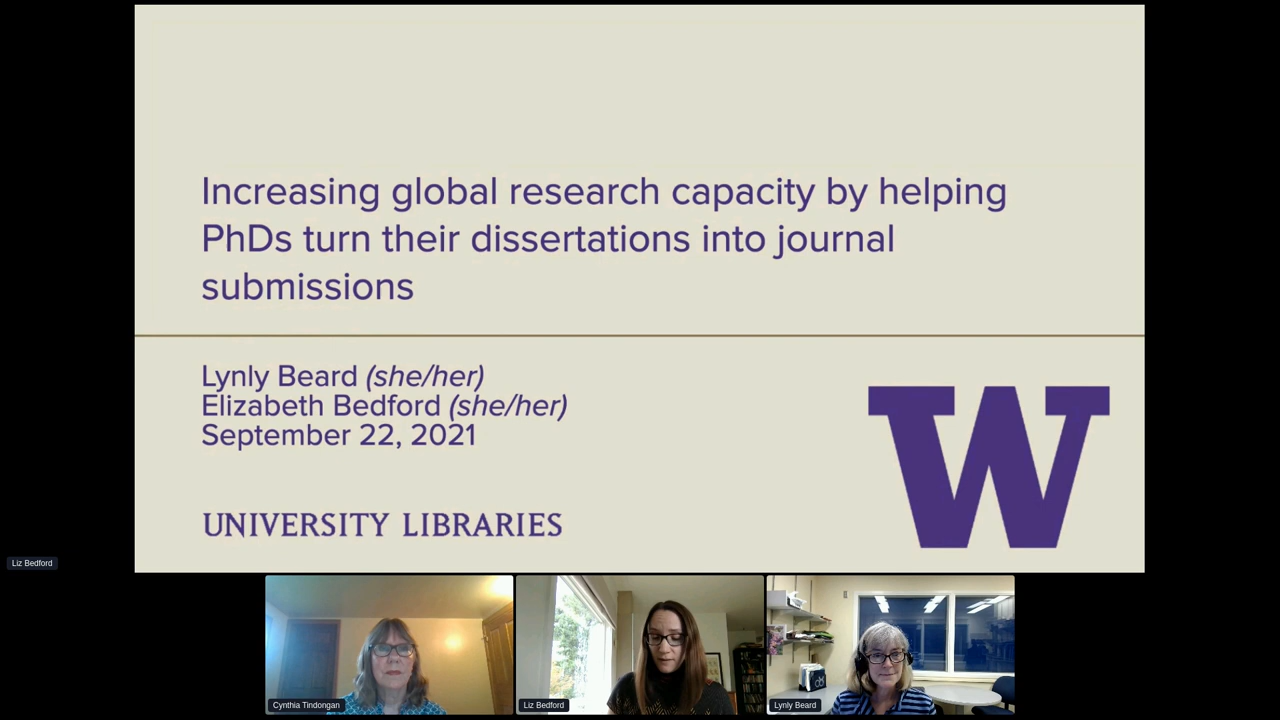 Increasing global research capacity by helping
PhDs turn their dissertations into journal
submissions
Lynly Beard (she/her)
Elizabeth Bedford (she/her)
September 22, 2021
UNIVERSITY LIBRARIES
W
Liz Bedford
Cynthia Tindongan
Liz Bedford
Lynly Beard